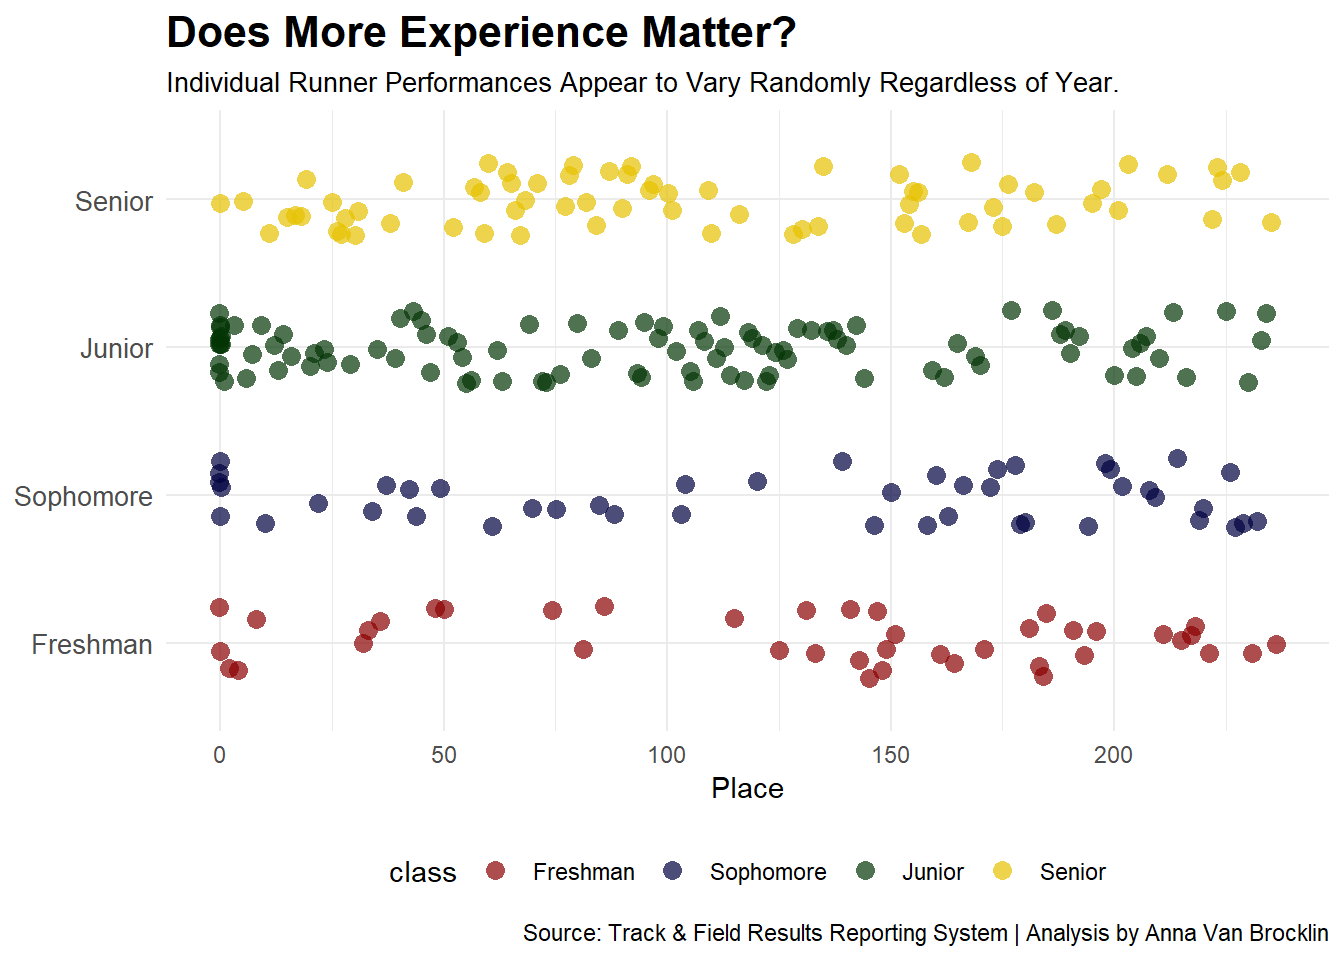 Does More Experience Matter?
Individual Runner Performances Appear to Vary Randomly Regardless of Year.
Senior
Junior
Sophomore
Freshman
0 50 100 150 200
Place
class Freshman Sophomore Junior Senior
Source: Track & Field Results Reporting System | Analysis by Anna Van Brocklin